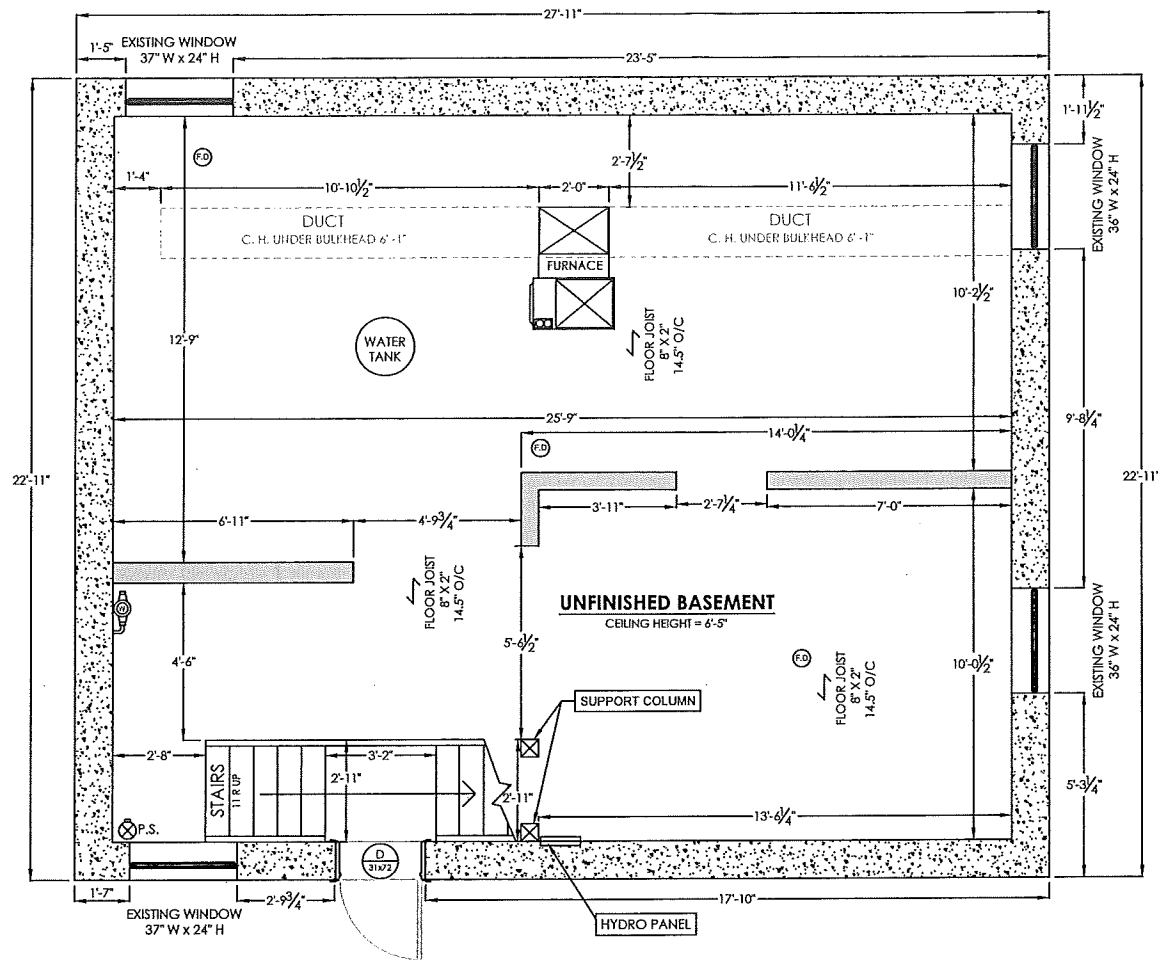 27'-11"
1'-5"
EXISTING WINDOW
37" W x 24" H
23'-5"
1'-11½"
EXISTING WINDOW
36" W x 24" H
F.D
2'-7½"
1'-4"
10'-10½"
2'-0"
11'-6½"
DUCT
C. H. UNDER BULKHEAD 6'-1"
DUCT
C. H. UNDER BULKHEAD 6'-1"
FURNACE
10'-2½"
12'-9"
WATER
TANK
FLOOR JOIST
8" X 2"
14.5" O/C
25'-9"
14'-0¼"
9'-8¼"
22'-11"
22'-11"
F.D
3'-11"
2'-7¼"
7'-0"
6'-11"
4'-9¾"
FLOOR JOIST
8" X 2"
14.5" O/C
UNFINISHED BASEMENT
CEILING HEIGHT = 6'-5"
5'-6½"
4'-6"
F.D
FLOOR JOIST
8" X 2"
14.5" O/C
10'-0½"
EXISTING WINDOW
36" W x 24" H
SUPPORT COLUMN
2'-8"
STAIRS
11 R UP
3'-2"
2'-11"
2'-11"
13'-6¼"
5'-3¼"
P.S.
D
31x72
1'-7"
2'-9¾"
17'-10"
EXISTING WINDOW
37" W x 24" H
HYDRO PANEL